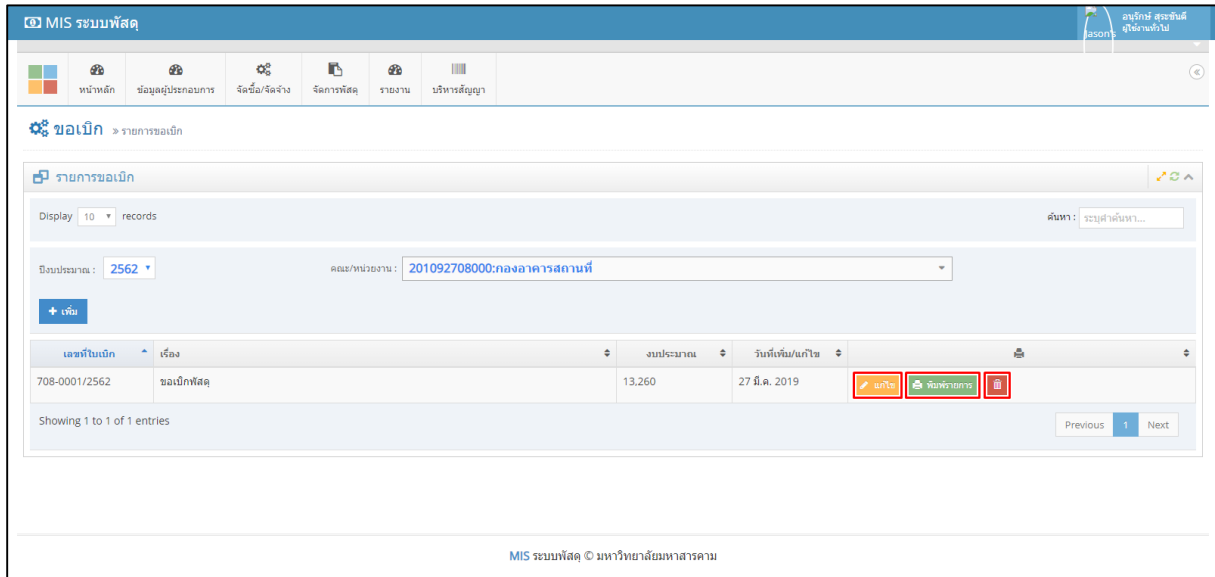 MIS ระบบพัสดุ
อนุรักษ์ สุระขันตี
ผู้ใช้งานทั่วไป
Jason's
หน้าหลัก ข้อมูลผู้ประกอบการ จัดซื้อ/จัดจ้าง จัดการพัสดุ รายงาน บริหารสัญญา
ขอเบิก » รายการขอเบิก
รายการขอเบิก
Display 10 records ค้นหา : ระบุคำค้นหา...
ปีงบประมาณ : 2562 คณะ/หน่วยงาน : 201092708000:กองอาคารสถานที่
+ เพิ่ม
เลขที่ใบเบิก เรื่อง งบประมาณ วันที่เพิ่ม/แก้ไข
708-0001/2562 ขอเบิกพัสดุ 13,260 27 มี.ค. 2019 แก้ไข พิมพ์รายการ
Showing 1 to 1 of 1 entries Previous 1 Next
MIS ระบบพัสดุ © มหาวิทยาลัยมหาสารคาม